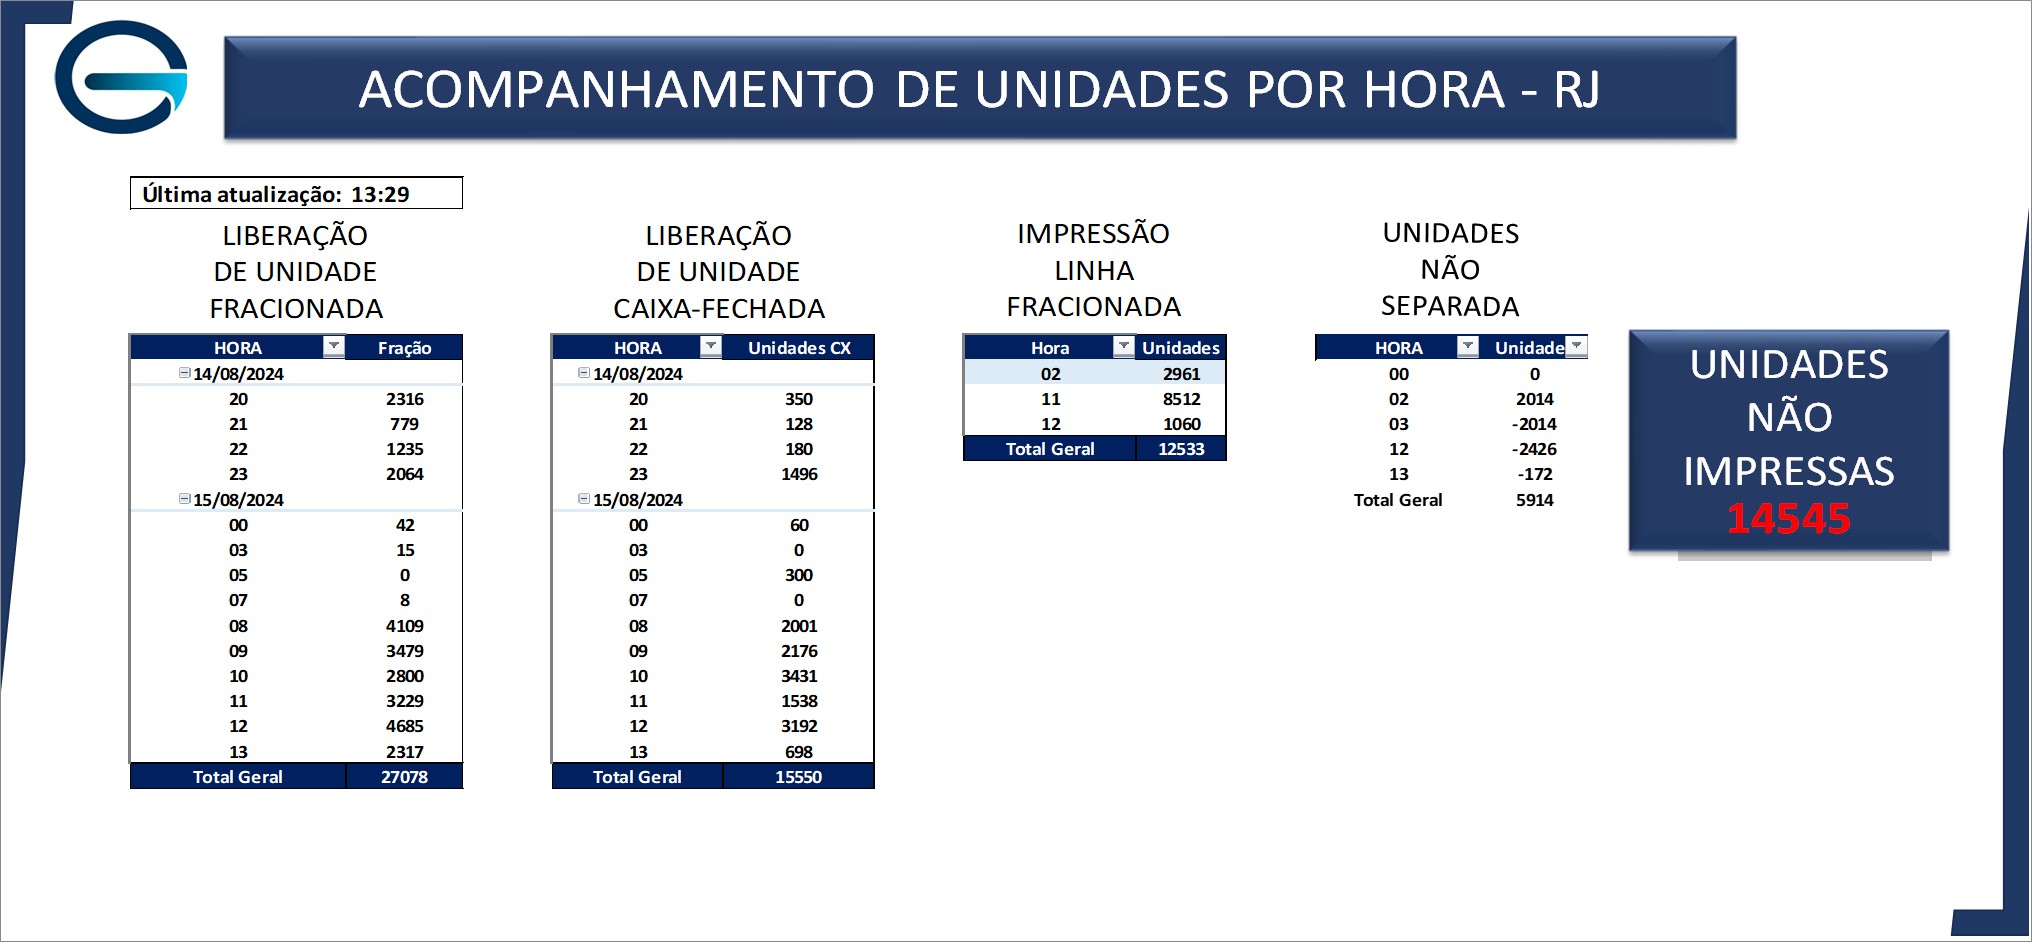 ACOMPANHAMENTO DE UNIDADES POR HORA - RJ
Última atualização: 13:29
LIBERAÇÃO
DE UNIDADE
FRACIONADA
HORA Fração
14/08/2024
20 2316
21 779
22 1235
23 2064
15/08/2024
00 42
03 15
05 0
07 8
08 4109
09 3479
10 2800
11 3229
12 4685
13 2317
Total Geral 27078
LIBERAÇÃO
DE UNIDADE
CAIXA-FECHADA
HORA Unidades CX
14/08/2024
20 350
21 128
22 180
23 1496
15/08/2024
00 60
03 0
05 300
07 0
08 2001
09 2176
10 3431
11 1538
12 3192
13 698
Total Geral 15550
IMPRESSÃO
LINHA
FRACIONADA
Hora Unidades
02 2961
11 8512
12 1060
Total Geral 12533
UNIDADES
NÃO
SEPARADA
HORA Unidade
00 0
02 2014
03 -2014
12 -2426
13 -172
Total Geral 5914
UNIDADES
NÃO
IMPRESSAS
14545